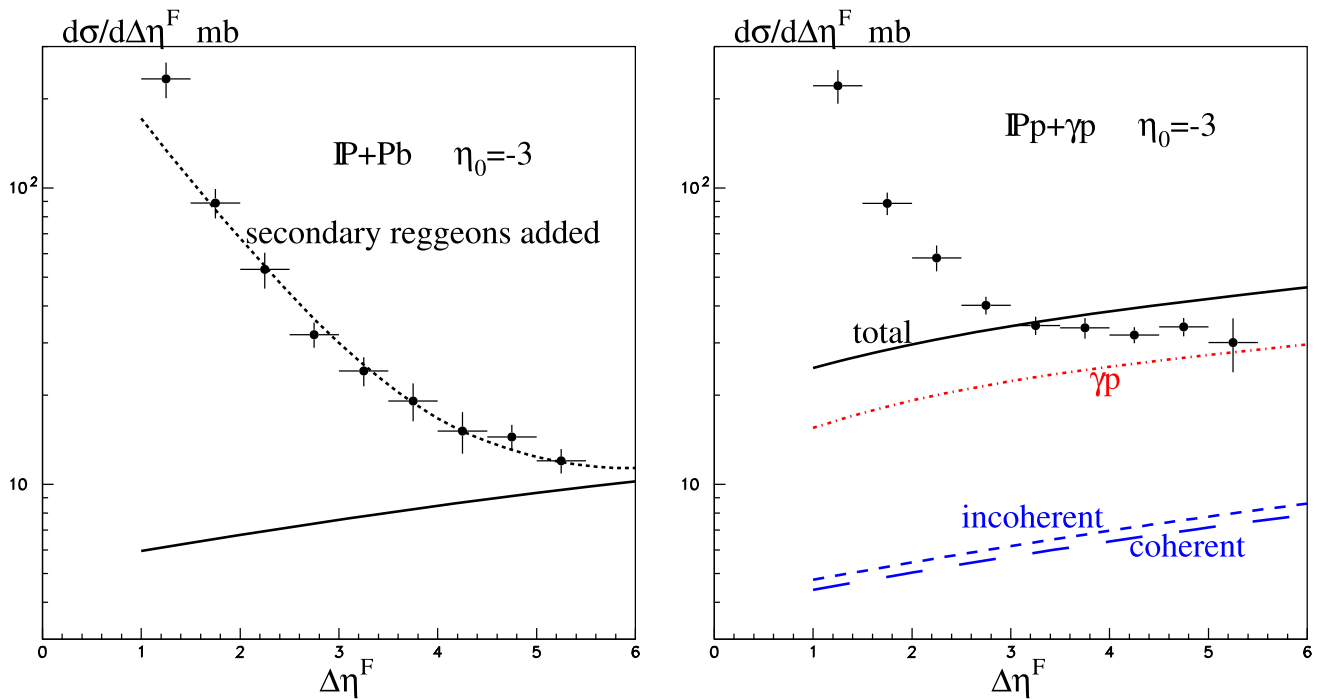 dσ/dΔη^F mb
IP+Pb η_0=-3
secondary reggeons added
10^2
10
0 1 2 3 4 5 6
Δη^F
dσ/dΔη^F mb
IPp+γp η_0=-3
10^2
total
γp
10
incoherent
coherent
0 1 2 3 4 5 6
Δη^F